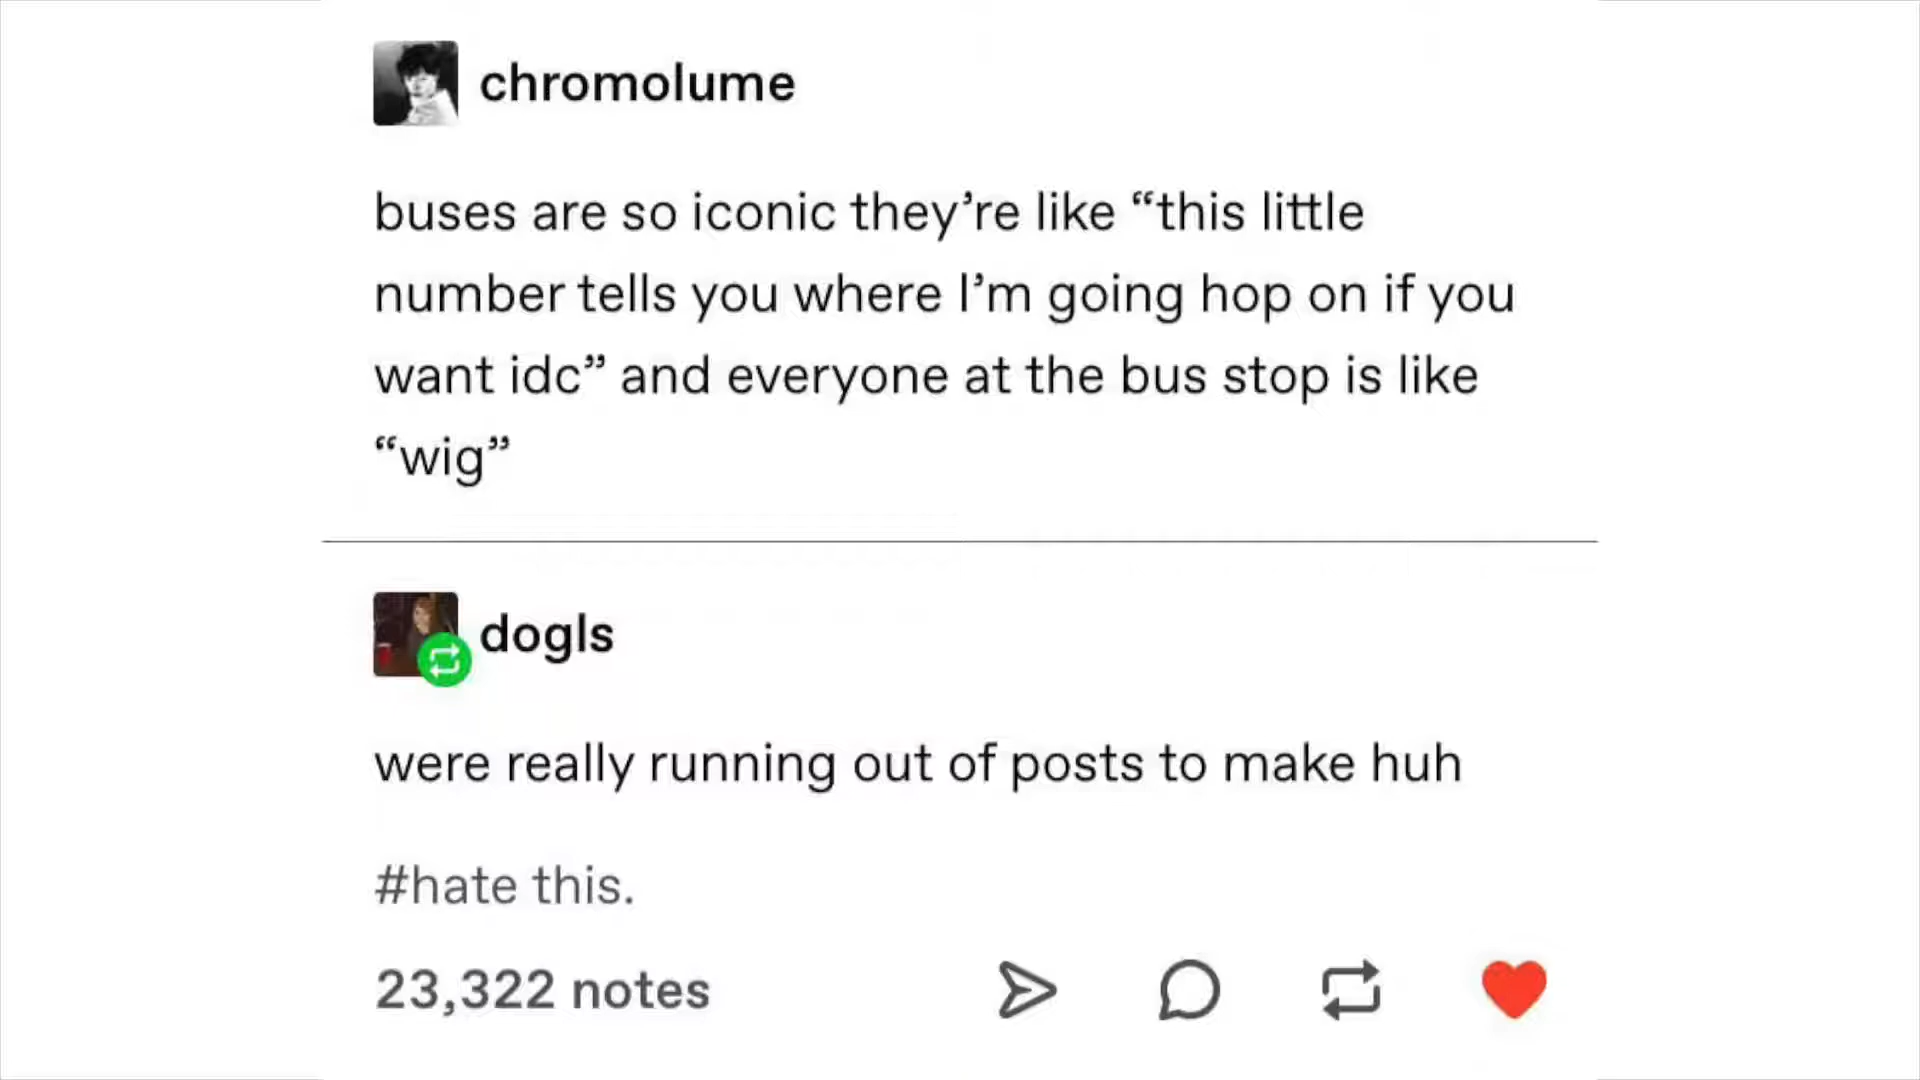 chromolume
buses are so iconic they’re like “this little
number tells you where I’m going hop on if you
want idc” and everyone at the bus stop is like
“wig”
dogls
were really running out of posts to make huh
#hate this.
23,322 notes